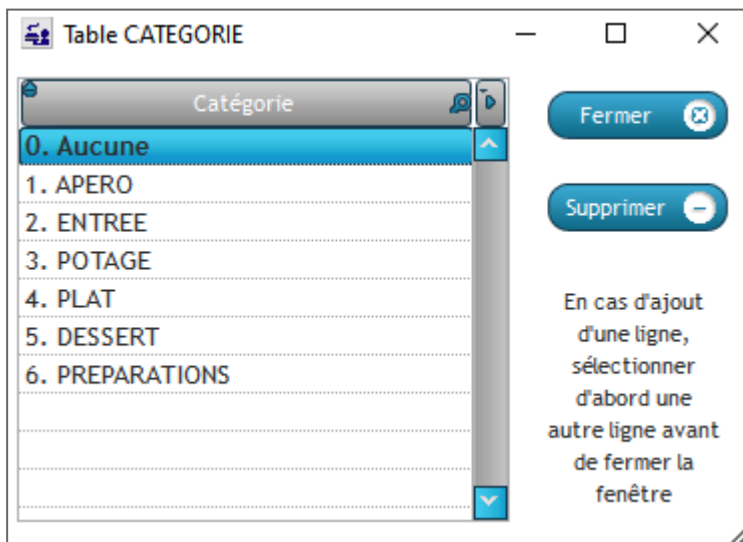 Table CATEGORIE
Catégorie
0. Aucune
1. APERO
2. ENTREE
3. POTAGE
4. PLAT
5. DESSERT
6. PREPARATIONS
Fermer
Supprimer
En cas d'ajout
d'une ligne,
sélectionner
d'abord une
autre ligne avant
de fermer la
fenêtre